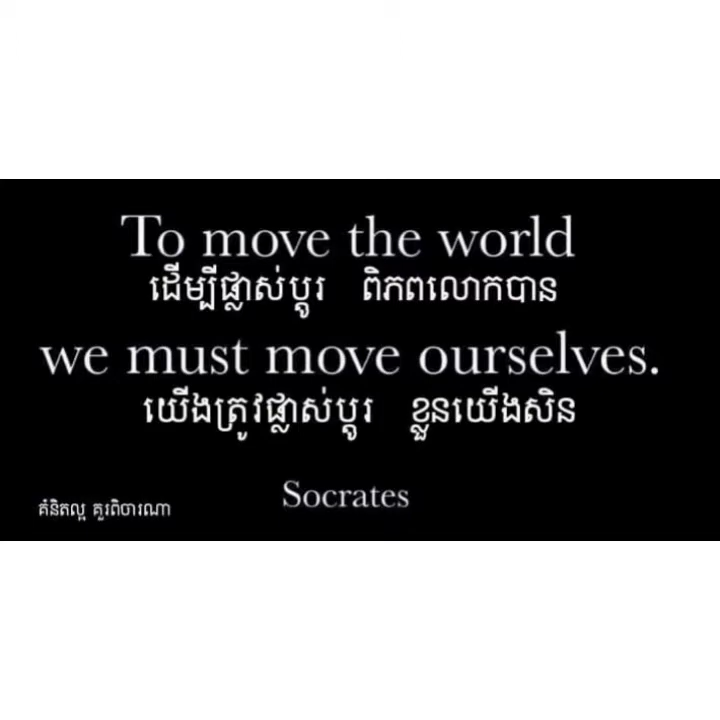 To move the world
ដើម្បីផ្លាស់ប្តូរ ពិភពលោកបាន
we must move ourselves.
យើងត្រូវផ្លាស់ប្តូរ ខ្លួនយើងសិន
Socrates
គំនិតល្អ គួរពិចារណា